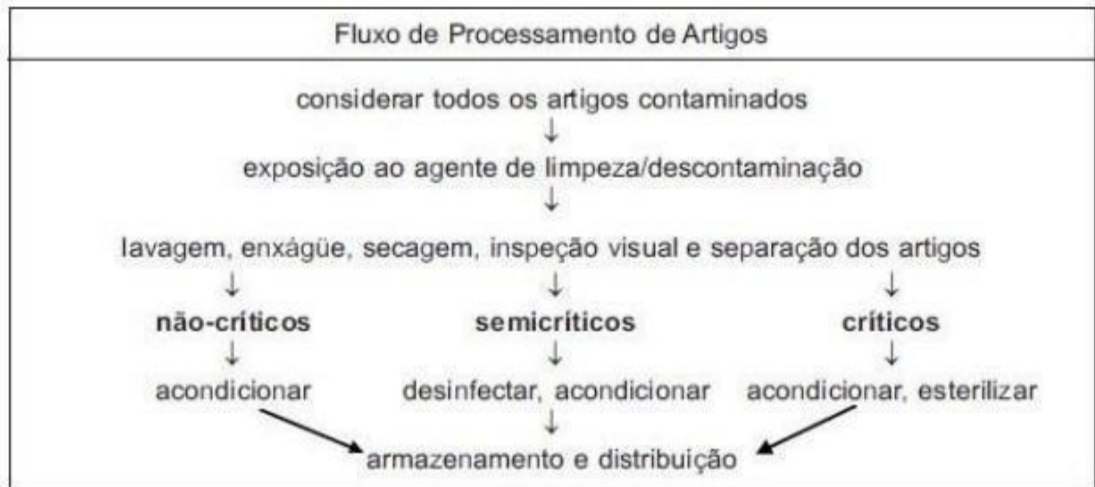 Fluxo de Processamento de Artigos
considerar todos os artigos contaminados
exposição ao agente de limpeza/descontaminação
lavagem, enxágüe, secagem, inspeção visual e separação dos artigos
não-críticos semicríticos críticos
acondicionar desinfectar, acondicionar acondicionar, esterilizar
armazenamento e distribuição